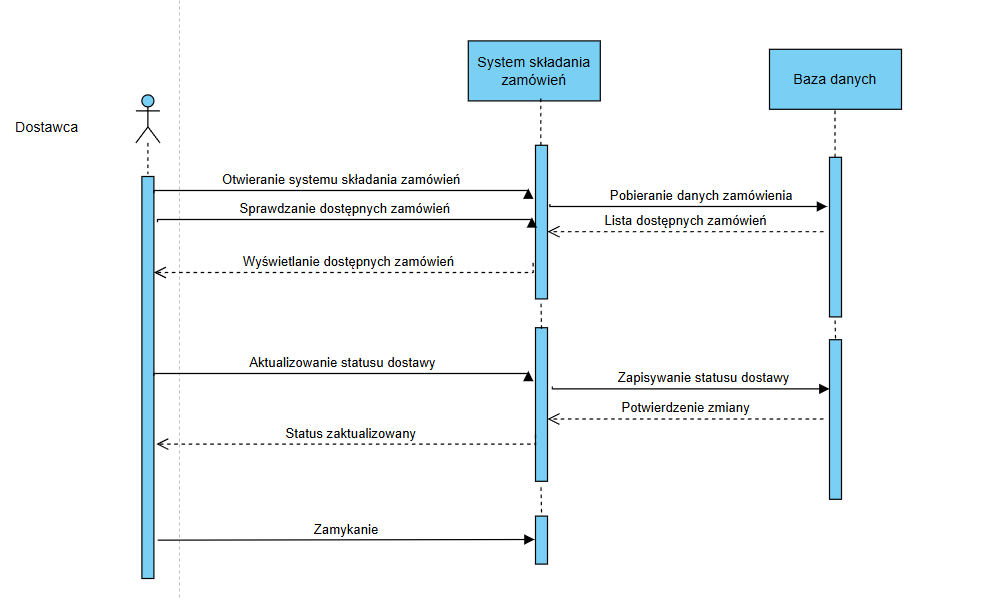 System składania
zamówień
Baza danych
Dostawca
Otwieranie systemu składania zamówień
Pobieranie danych zamówienia
Sprawdzanie dostępnych zamówień
Lista dostępnych zamówień
Wyświetlanie dostępnych zamówień
Aktualizowanie statusu dostawy
Zapisywanie statusu dostawy
Potwierdzenie zmiany
Status zaktualizowany
Zamykanie